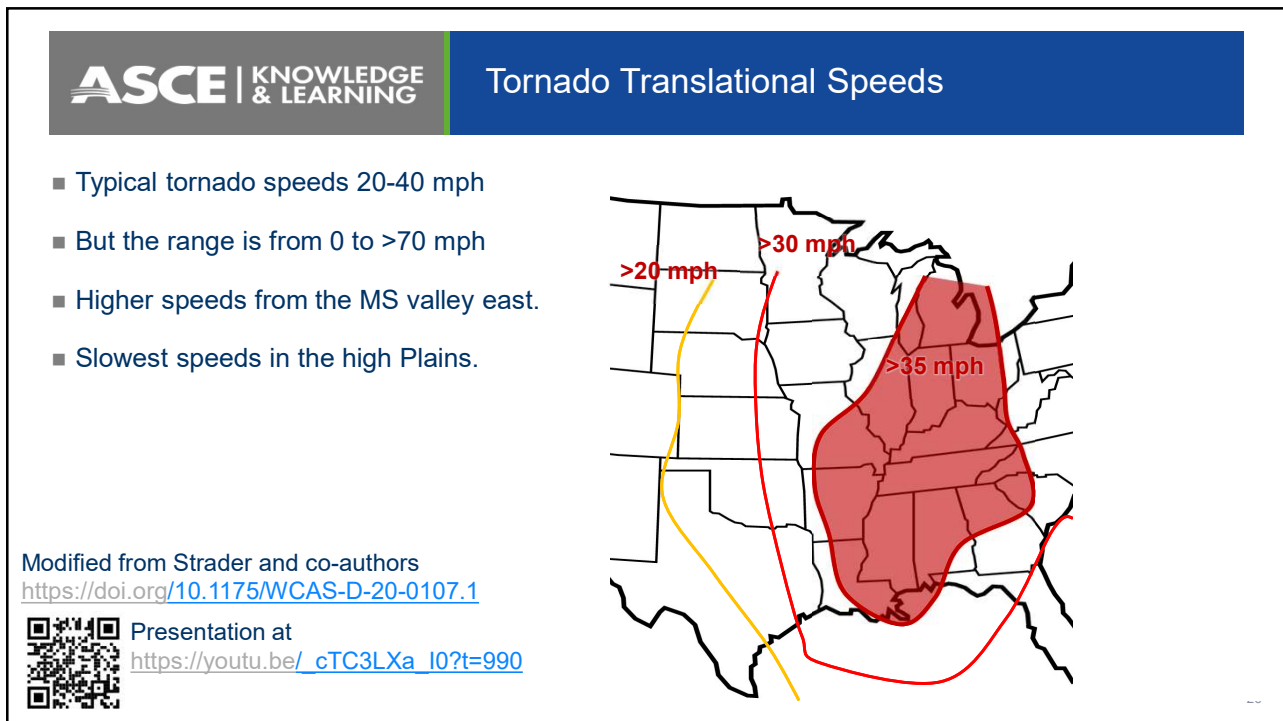 ASCE | KNOWLEDGE & LEARNING
Tornado Translational Speeds
Typical tornado speeds 20-40 mph
But the range is from 0 to >70 mph
Higher speeds from the MS valley east.
Slowest speeds in the high Plains.
>20 mph
>30 mph
>35 mph
Modified from Strader and co-authors
https://doi.org/10.1175/WCAS-D-20-0107.1
Presentation at
https://youtu.be/_cTC3LXa_I0?t=990